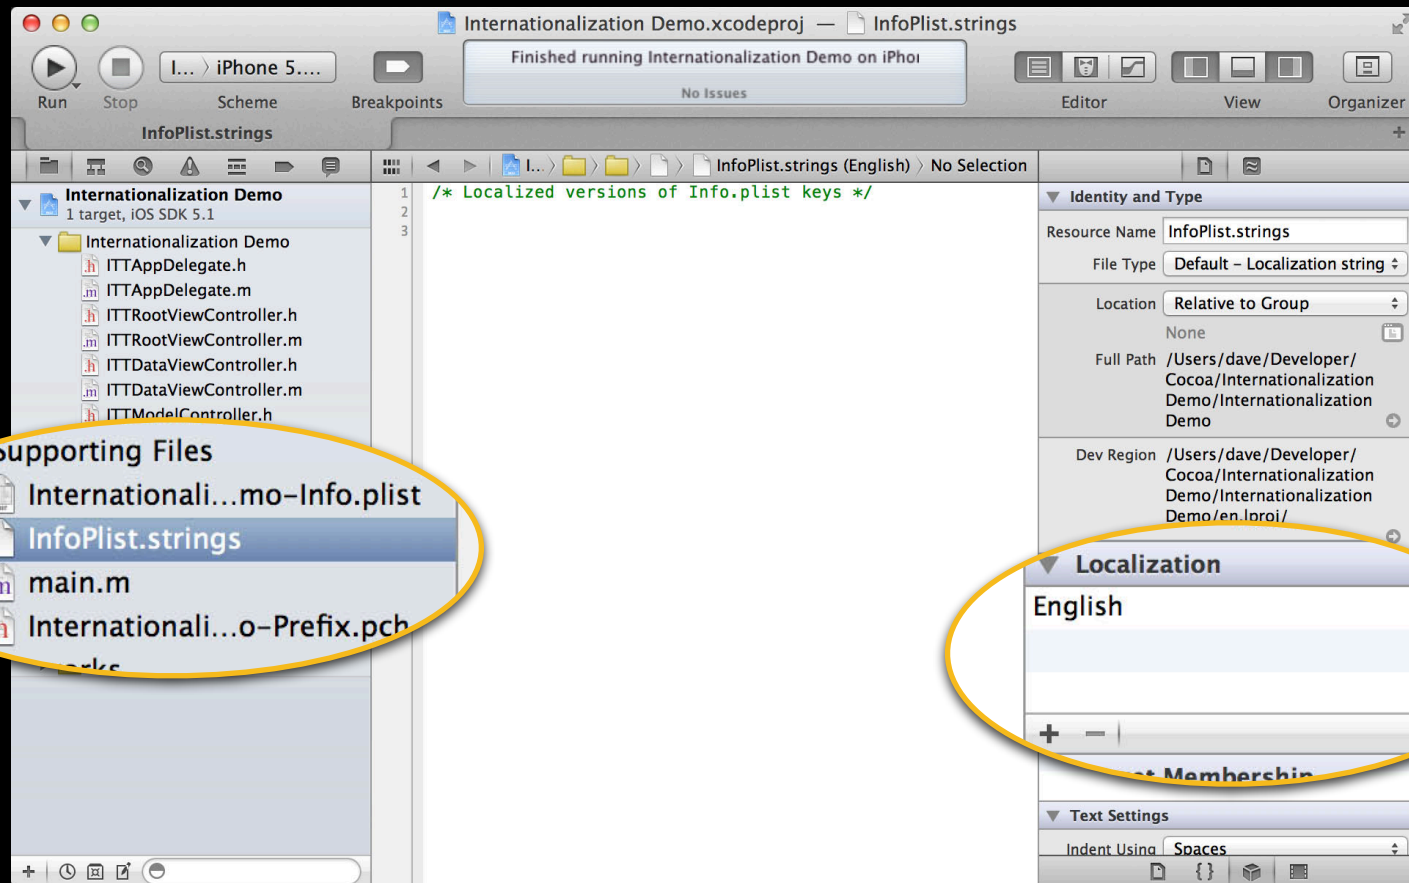 Internationalization Demo.xcodeproj — InfoPlist.strings
I... 〉 iPhone 5....
Finished running Internationalization Demo on iPhon
No Issues
Run Stop Scheme Breakpoints Editor View Organizer
InfoPlist.strings
I... 〉 InfoPlist.strings (English) 〉 No Selection
Internationalization Demo
1 target, iOS SDK 5.1
Internationalization Demo
ITTAppDelegate.h
ITTAppDelegate.m
ITTRootViewController.h
ITTRootViewController.m
ITTDataViewController.h
ITTDataViewController.m
ITTModelController.h
Supporting Files
Internationali...mo-Info.plist
InfoPlist.strings
main.m
Internationali...o-Prefix.pch
1 /* Localized versions of Info.plist keys */
2
3
Identity and Type
Resource Name InfoPlist.strings
File Type Default – Localization string
Location Relative to Group
None
Full Path /Users/dave/Developer/
Cocoa/Internationalization
Demo/Internationalization
Demo
Dev Region /Users/dave/Developer/
Cocoa/Internationalization
Demo/Internationalization
Demo/en.lproj/
Localization
English
Membership
Text Settings
Indent Using Spaces